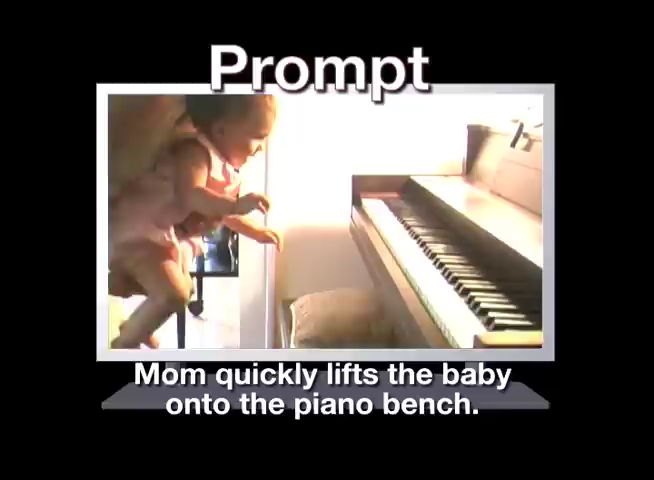 Prompt
Mom quickly lifts the baby
onto the piano bench.